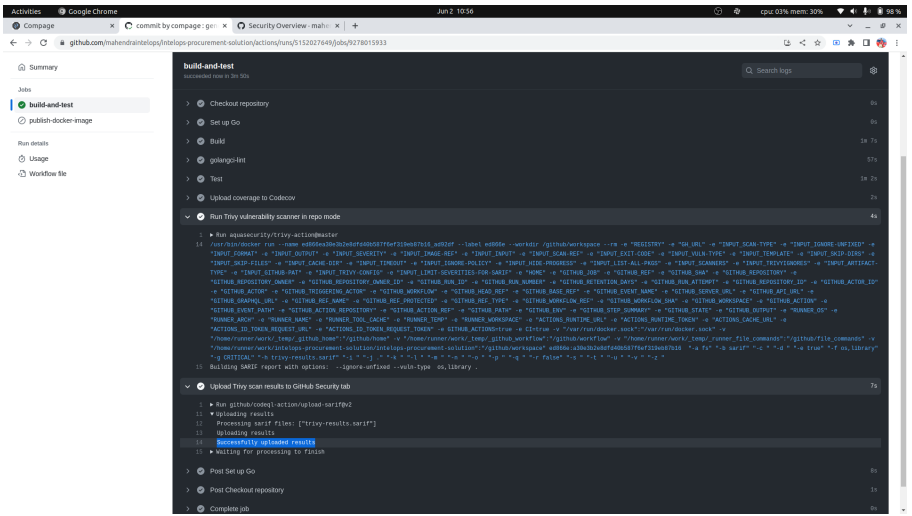 Activities
Google Chrome
Jun 2 10:56
cpu: 03% mem: 30%
98 %
Compage
commit by compage : gen
Security Overview · mahe
github.com/mahendraintelops/intelops-procurement-solution/actions/runs/5152027649/jobs/9278015933
Summary
Jobs
build-and-test
publish-docker-image
Run details
Usage
Workflow file
build-and-test
succeeded now in 3m 50s
Search logs
Checkout repository
0s
Set up Go
0s
Build
1m 7s
golangci-lint
57s
Test
1m 2s
Upload coverage to Codecov
2s
Run Trivy vulnerability scanner in repo mode
4s
1 ▶ Run aquasecurity/trivy-action@master
14 /usr/bin/docker run --name --label --workdir /github/workspace --rm -e "REGISTRY" -e "GH_URL" -e "INPUT_SCAN-TYPE" -e "INPUT_IGNORE-UNFIXED" -e
"INPUT_FORMAT" -e "INPUT_OUTPUT" -e "INPUT_SEVERITY" -e "INPUT_IMAGE-REF" -e "INPUT_INPUT" -e "INPUT_SCAN-REF" -e "INPUT_EXIT-CODE" -e "INPUT_VULN-TYPE" -e "INPUT_TEMPLATE" -e "INPUT_SKIP-DIRS" -e
"INPUT_SKIP-FILES" -e "INPUT_CACHE-DIR" -e "INPUT_TIMEOUT" -e "INPUT_IGNORE-POLICY" -e "INPUT_HIDE-PROGRESS" -e "INPUT_LIST-ALL-PKGS" -e "INPUT_SCANNERS" -e "INPUT_TRIVYIGNORES" -e "INPUT_ARTIFACT-
TYPE" -e "INPUT_GITHUB-PAT" -e "INPUT_TRIVY-CONFIG" -e "INPUT_LIMIT-SEVERITIES-FOR-SARIF" -e "HOME" -e "GITHUB_JOB" -e "GITHUB_REF" -e "GITHUB_SHA" -e "GITHUB_REPOSITORY" -e
"GITHUB_REPOSITORY_OWNER" -e "GITHUB_REPOSITORY_OWNER_ID" -e "GITHUB_RUN_ID" -e "GITHUB_RUN_NUMBER" -e "GITHUB_RETENTION_DAYS" -e "GITHUB_RUN_ATTEMPT" -e "GITHUB_REPOSITORY_ID" -e "GITHUB_ACTOR_ID"
-e "GITHUB_ACTOR" -e "GITHUB_TRIGGERING_ACTOR" -e "GITHUB_WORKFLOW" -e "GITHUB_HEAD_REF" -e "GITHUB_BASE_REF" -e "GITHUB_EVENT_NAME" -e "GITHUB_SERVER_URL" -e "GITHUB_API_URL" -e
"GITHUB_GRAPHQL_URL" -e "GITHUB_REF_NAME" -e "GITHUB_REF_PROTECTED" -e "GITHUB_REF_TYPE" -e "GITHUB_WORKFLOW_REF" -e "GITHUB_WORKFLOW_SHA" -e "GITHUB_WORKSPACE" -e "GITHUB_ACTION" -e
"GITHUB_EVENT_PATH" -e "GITHUB_ACTION_REPOSITORY" -e "GITHUB_ACTION_REF" -e "GITHUB_PATH" -e "GITHUB_ENV" -e "GITHUB_STEP_SUMMARY" -e "GITHUB_STATE" -e "GITHUB_OUTPUT" -e "RUNNER_OS" -e
"RUNNER_ARCH" -e "RUNNER_NAME" -e "RUNNER_TOOL_CACHE" -e "RUNNER_TEMP" -e "RUNNER_WORKSPACE" -e "ACTIONS_RUNTIME_URL" -e "ACTIONS_RUNTIME_TOKEN" -e "ACTIONS_CACHE_URL" -e
"ACTIONS_ID_TOKEN_REQUEST_URL" -e "ACTIONS_ID_TOKEN_REQUEST_TOKEN" -e GITHUB_ACTIONS=true -e CI=true -v "/var/run/docker.sock":"/var/run/docker.sock" -v
"/home/runner/work/_temp/_github_home":"/github/home" -v "/home/runner/work/_temp/_github_workflow":"/github/workflow" -v "/home/runner/work/_temp/_runner_file_commands":"/github/file_commands" -v
"/home/runner/work/intelops-procurement-solution/intelops-procurement-solution":"/github/workspace" "-a fs" "-b sarif" "-c " "-d " "-e true" "-f os,library"
"-g CRITICAL" "-h trivy-results.sarif" "-i " "-j ." "-k " "-l " "-m " "-n " "-o " "-p " "-q " "-r false" "-s " "-t " "-u " "-v " "-x " "-z "
15 Building SARIF report with options: --ignore-unfixed --vuln-type os,library .
Upload Trivy scan results to GitHub Security tab
7s
1 ▶ Run github/codeql-action/upload-sarif@v2
11 ▼ Uploading results
12 Processing sarif files: ["trivy-results.sarif"]
13 Uploading results
14 Successfully uploaded results
15 ▶ Waiting for processing to finish
Post Set up Go
0s
Post Checkout repository
1s
Complete job
0s